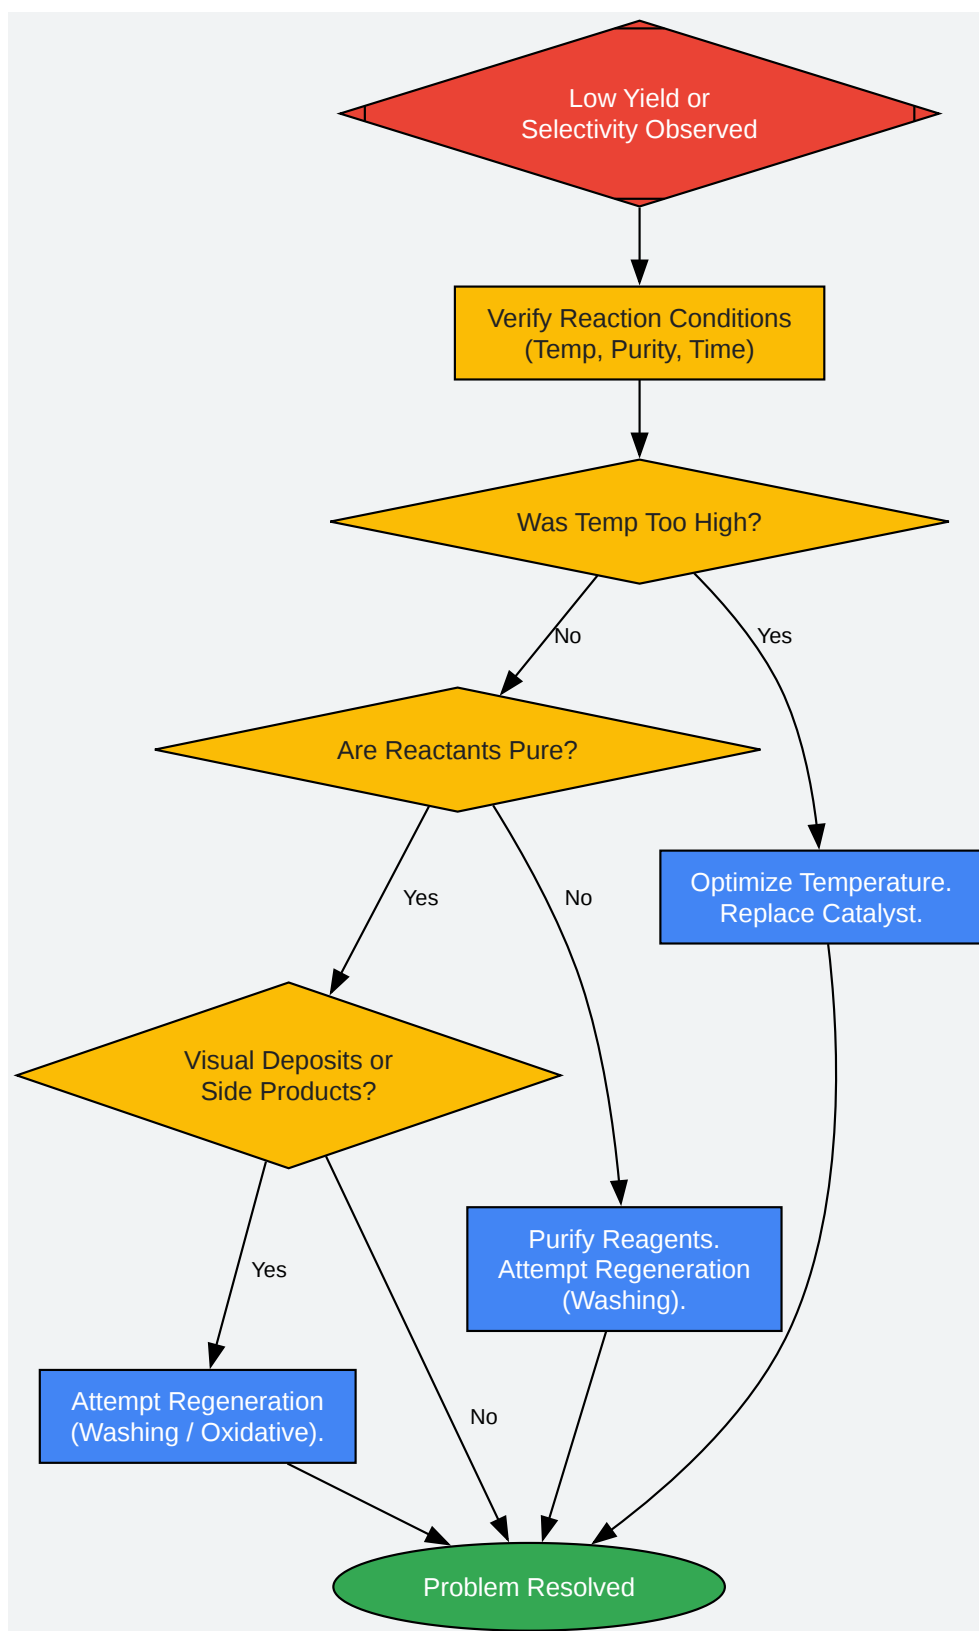 Low Yield or
Selectivity Observed
Verify Reaction Conditions
(Temp, Purity, Time)
Was Temp Too High?
No
Yes
Are Reactants Pure?
Yes
No
Optimize Temperature.
Replace Catalyst.
Visual Deposits or
Side Products?
Purify Reagents.
Attempt Regeneration
(Washing).
Yes
Attempt Regeneration
(Washing / Oxidative).
No
Problem Resolved